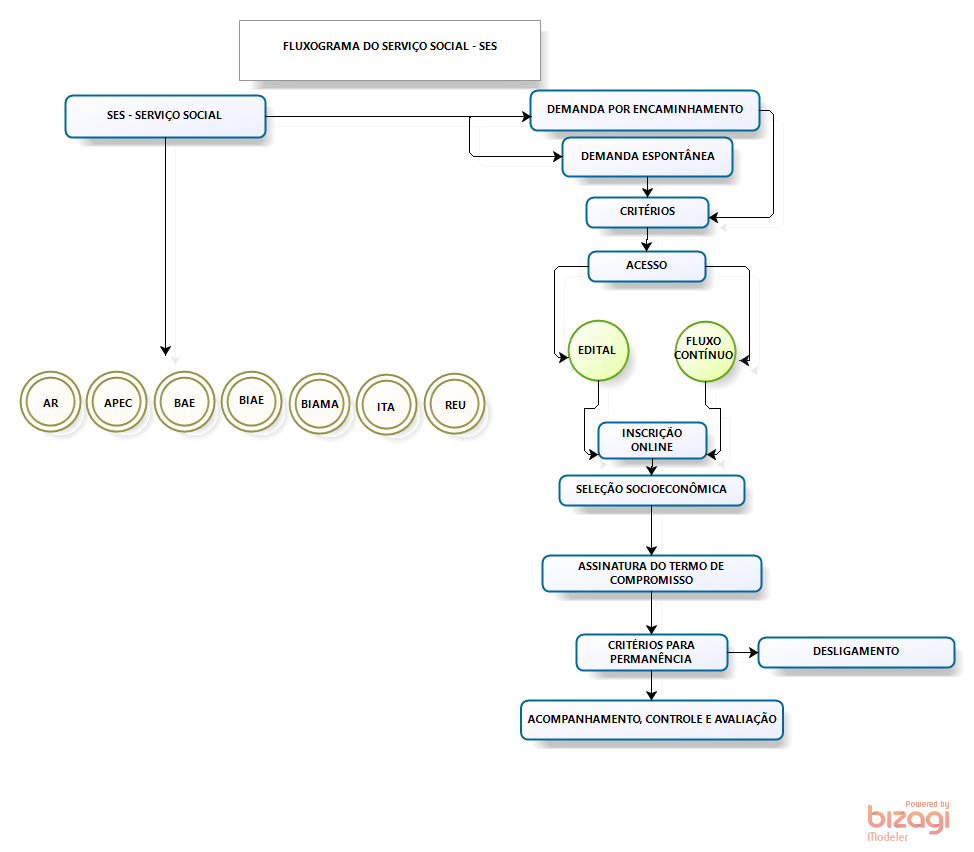 FLUXOGRAMA DO SERVIÇO SOCIAL - SES
SES - SERVIÇO SOCIAL
DEMANDA POR ENCAMINHAMENTO
DEMANDA ESPONTÂNEA
CRITÉRIOS
ACESSO
EDITAL
FLUXO
CONTÍNUO
AR
APEC
BAE
BIAE
BIAMA
ITA
REU
INSCRIÇÃO
ONLINE
SELEÇÃO SOCIOECONÔMICA
ASSINATURA DO TERMO DE
COMPROMISSO
CRITÉRIOS PARA
PERMANÊNCIA
DESLIGAMENTO
ACOMPANHAMENTO, CONTROLE E AVALIAÇÃO
Powered by
bizagi
Modeler